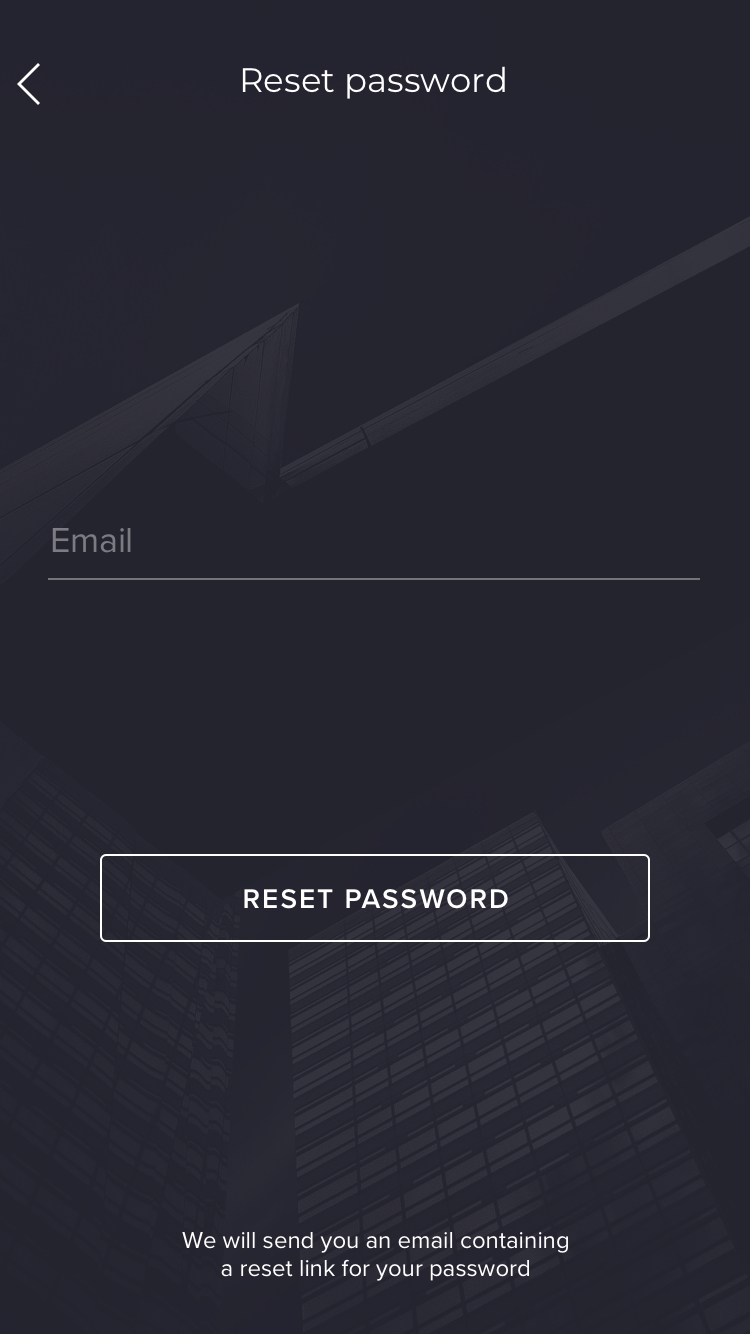 Reset password
Email
RESET PASSWORD
We will send you an email containing
a reset link for your password